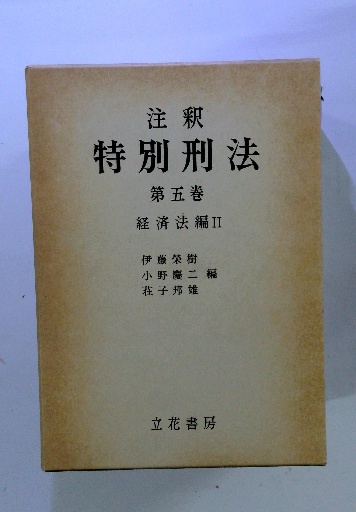 注釈
特別刑法
第五巻
経済法編II
伊藤榮樹
小野慶二 編
荘子邦雄
立花書房